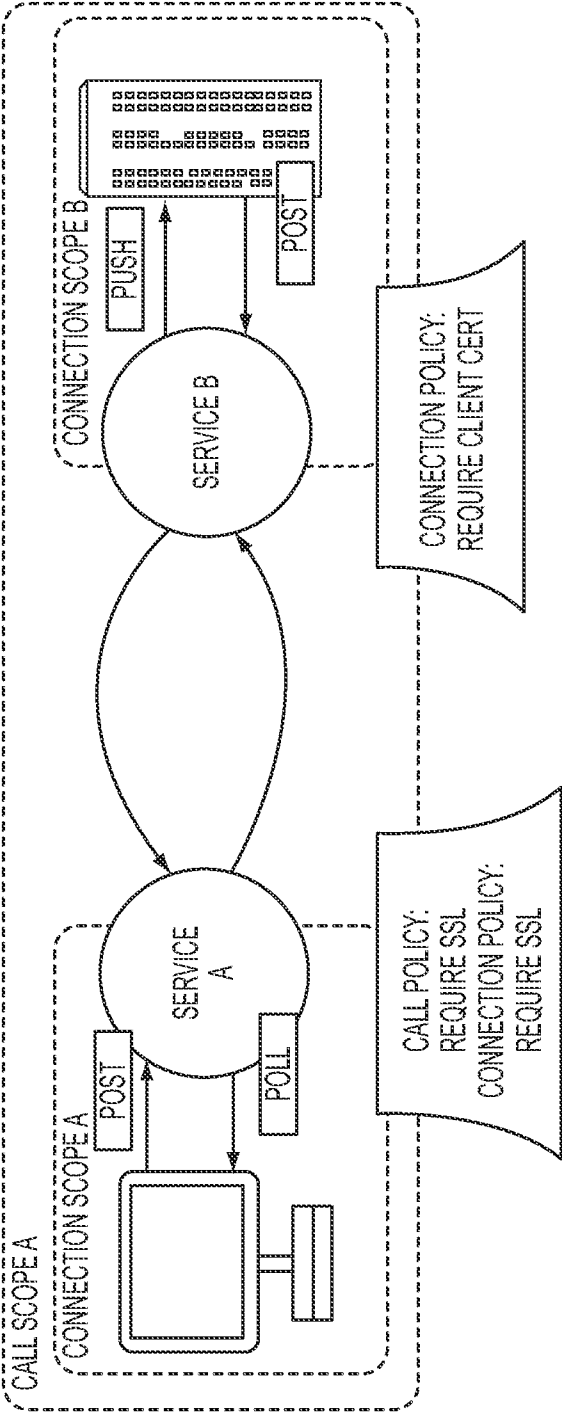 CALL SCOPE A
CONNECTION SCOPE A
POST
POLL
SERVICE
A
CONNECTION SCOPE B
PUSH
POST
SERVICE B
CALL POLICY:
REQUIRE SSL
CONNECTION POLICY:
REQUIRE SSL
CONNECTION POLICY:
REQUIRE CLIENT CERT